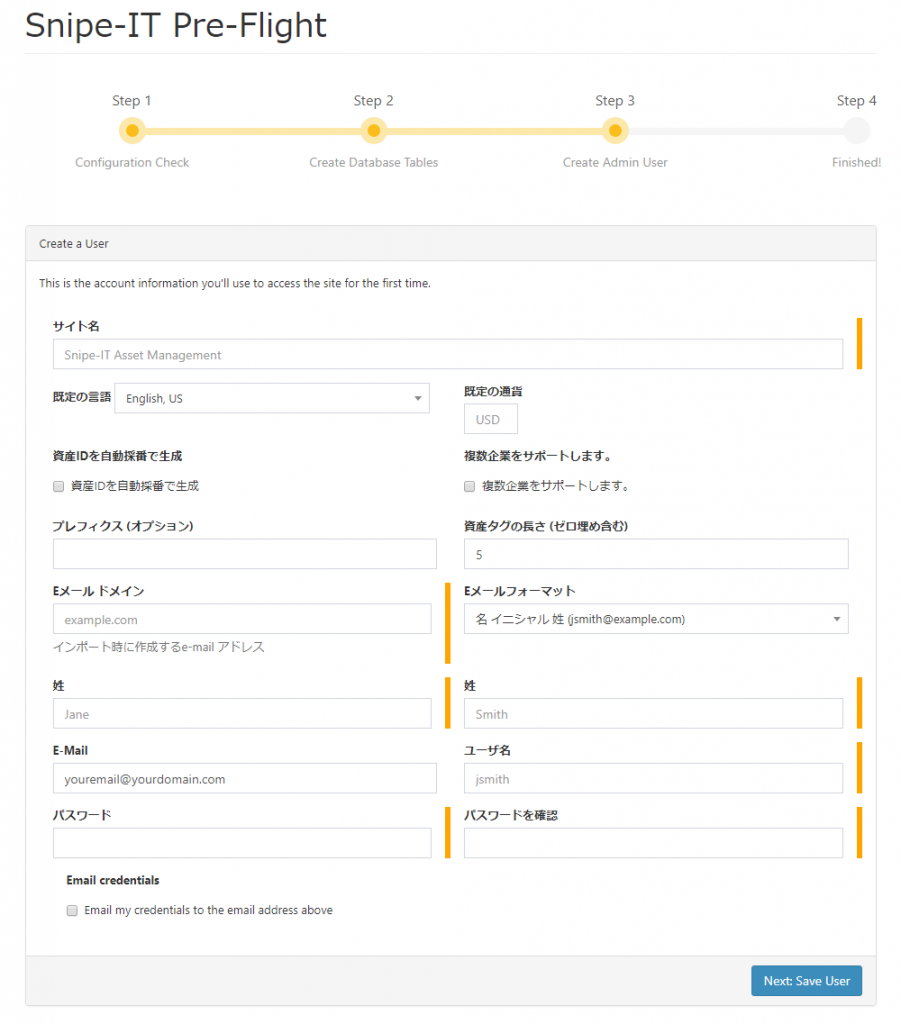 Snipe-IT Pre-Flight
Step 1
Step 2
Step 3
Step 4
Configuration Check
Create Database Tables
Create Admin User
Finished!
Create a User
This is the account information you'll use to access the site for the first time.
サイト名
Snipe-IT Asset Management
既定の言語 English, US
既定の通貨
USD
資産IDを自動採番で生成
複数企業をサポートします。
資産IDを自動採番で生成
複数企業をサポートします。
プレフィクス (オプション)
資産タグの長さ (ゼロ埋め含む)
5
Eメール ドメイン
Eメールフォーマット
example.com
名 イニシャル 姓 (jsmith@example.com)
インポート時に作成するe-mail アドレス
姓
姓
Jane
Smith
E-Mail
ユーザ名
youremail@yourdomain.com
jsmith
パスワード
パスワードを確認
Email credentials
Email my credentials to the email address above
Next: Save User